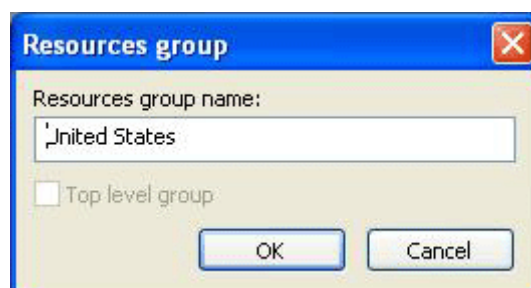 Resources group
Resources group name:
United States
Top level group
OK
Cancel